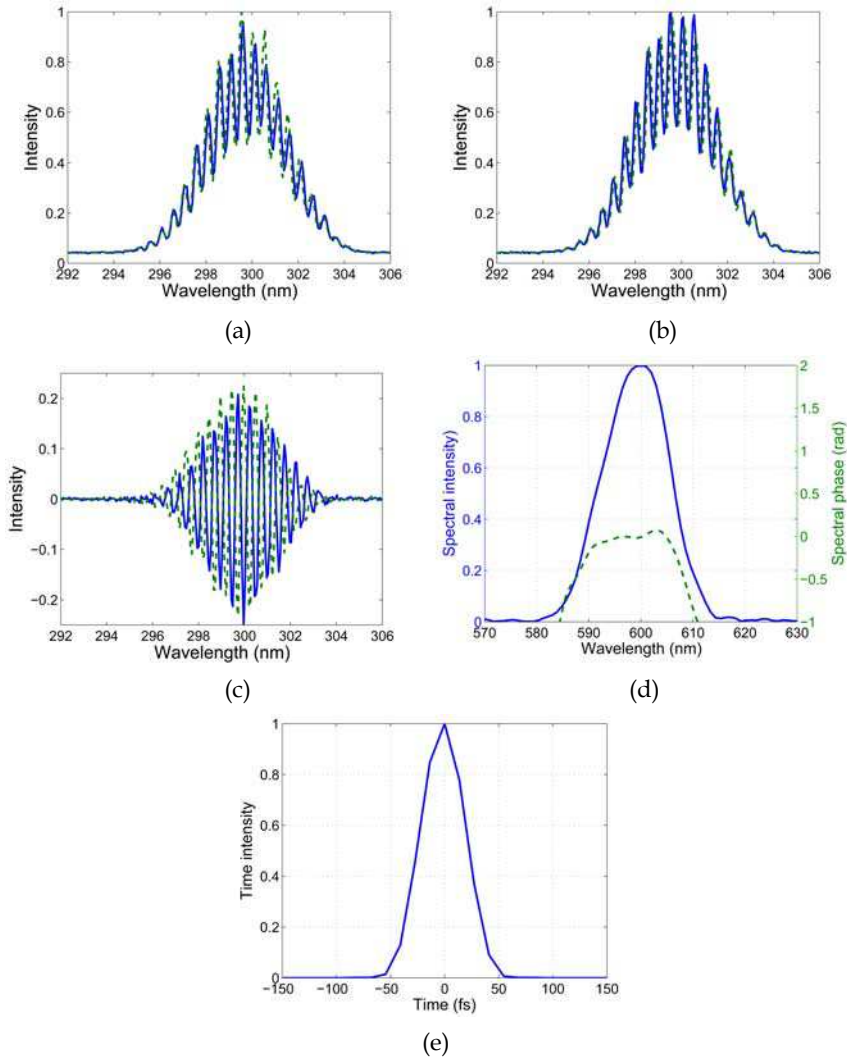 1
0.8
0.6
0.4
0.2
0
Intensity
292 294 296 298 300 302 304 306
Wavelength (nm)
(a)
1
0.8
0.6
0.4
0.2
0
Intensity
292 294 296 298 300 302 304 306
Wavelength (nm)
(b)
0.2
0.1
0
−0.1
−0.2
Intensity
292 294 296 298 300 302 304 306
Wavelength (nm)
(c)
1
0.8
0.6
0.4
0.2
0
Spectral intensity)
570 580 590 600 610 620 630
Wavelength (nm)
2
1.5
1
0.5
0
−0.5
−1
Spectral phase (rad)
(d)
1
0.8
0.6
0.4
0.2
0
Time intensity
−150 −100 −50 0 50 100 150
Time (fs)
(e)